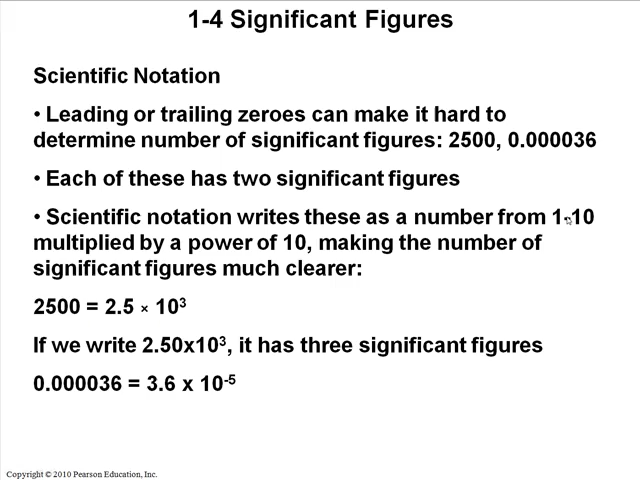 1-4 Significant Figures
Scientific Notation
• Leading or trailing zeroes can make it hard to
determine number of significant figures: 2500, 0.000036
• Each of these has two significant figures
• Scientific notation writes these as a number from 1-10
multiplied by a power of 10, making the number of
significant figures much clearer:
2500 = 2.5 × 10³
If we write 2.50x10³, it has three significant figures
0.000036 = 3.6 x 10⁻⁵
Copyright © 2010 Pearson Education, Inc.